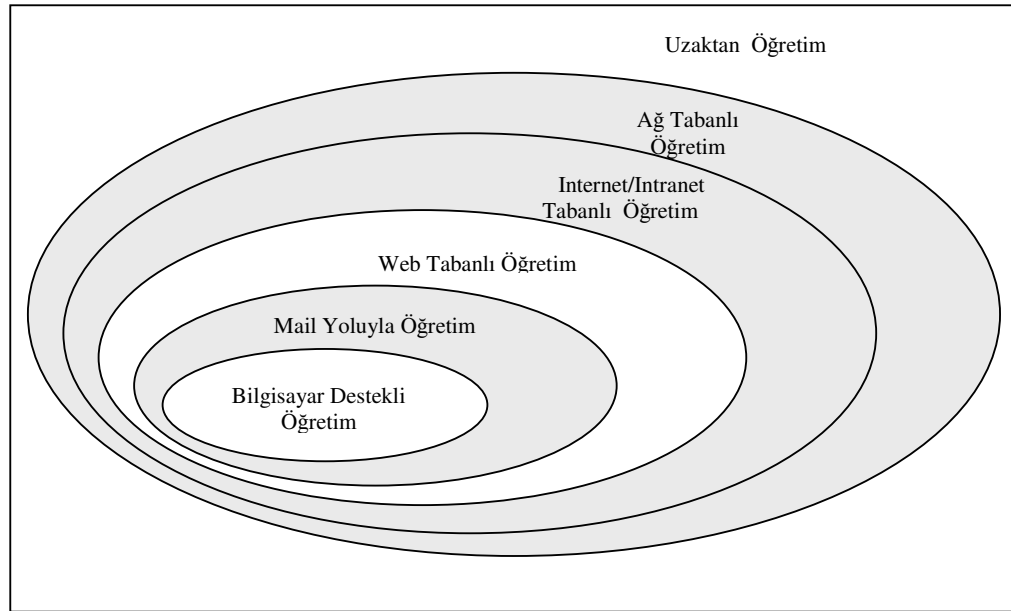 Uzaktan Öğretim
Ağ Tabanlı
Öğretim
Internet/Intranet
Tabanlı Öğretim
Web Tabanlı Öğretim
Mail Yoluyla Öğretim
Bilgisayar Destekli
Öğretim